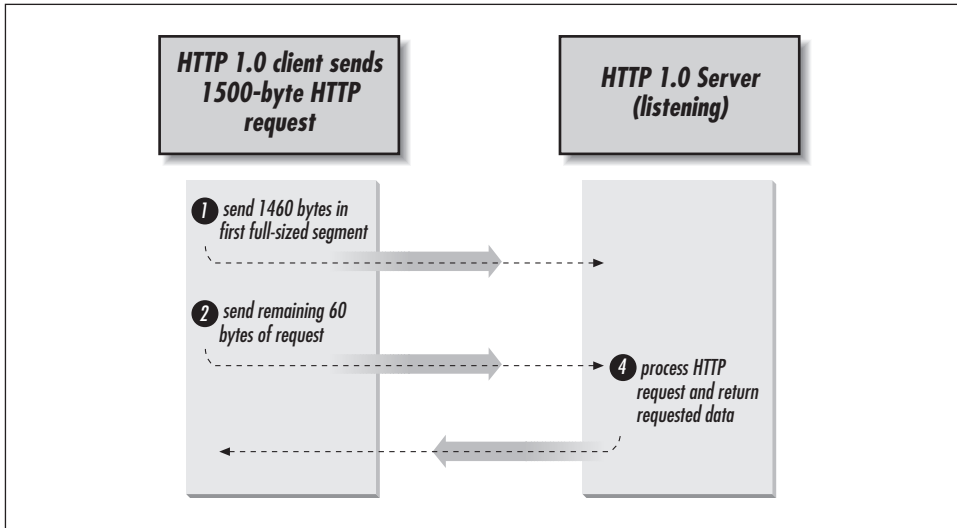 HTTP 1.0 client sends
1500-byte HTTP
request
HTTP 1.0 Server
(listening)
1 send 1460 bytes in
first full-sized segment
2 send remaining 60
bytes of request
4 process HTTP
request and return
requested data